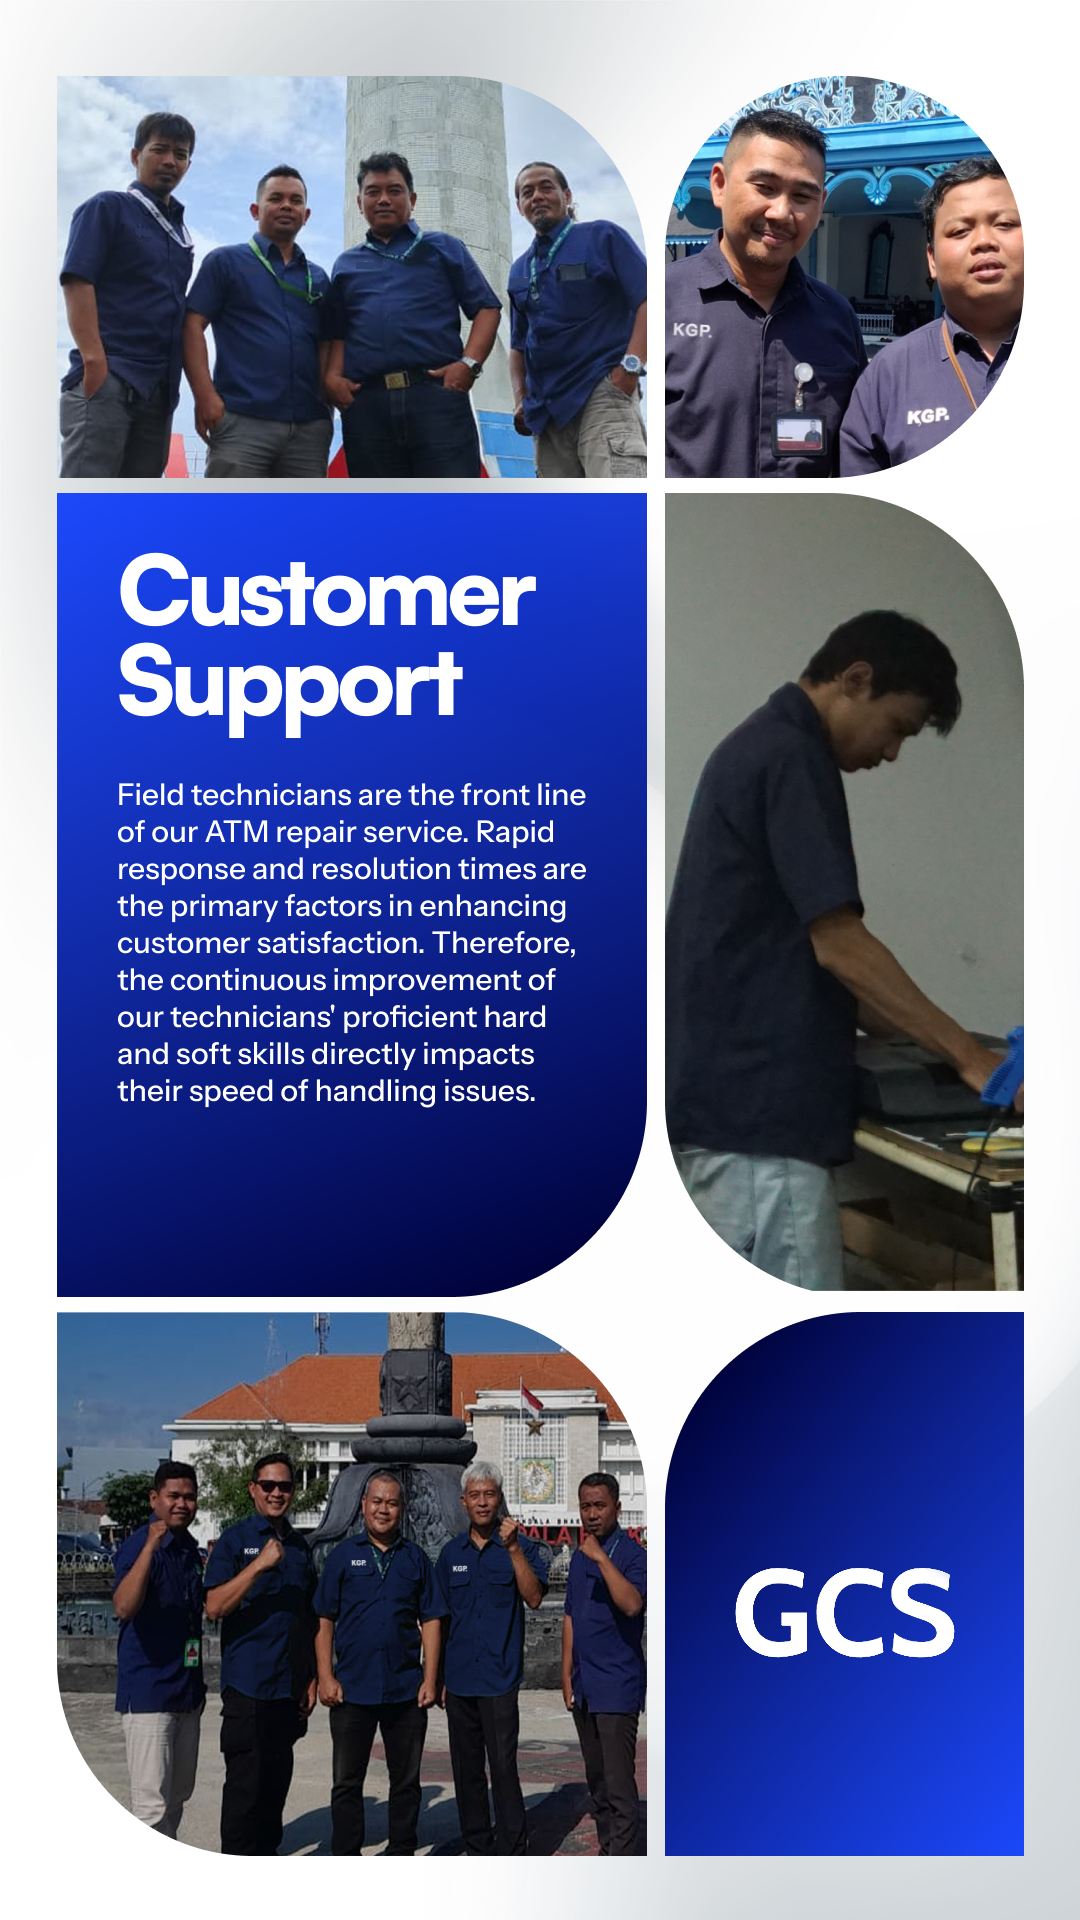 KGP.
KGP.
Customer
Support
Field technicians are the front line
of our ATM repair service. Rapid
response and resolution times are
the primary factors in enhancing
customer satisfaction. Therefore,
the continuous improvement of
our technicians' proficient hard
and soft skills directly impacts
their speed of handling issues.
KGP.
KGP.
KGP.
GCS